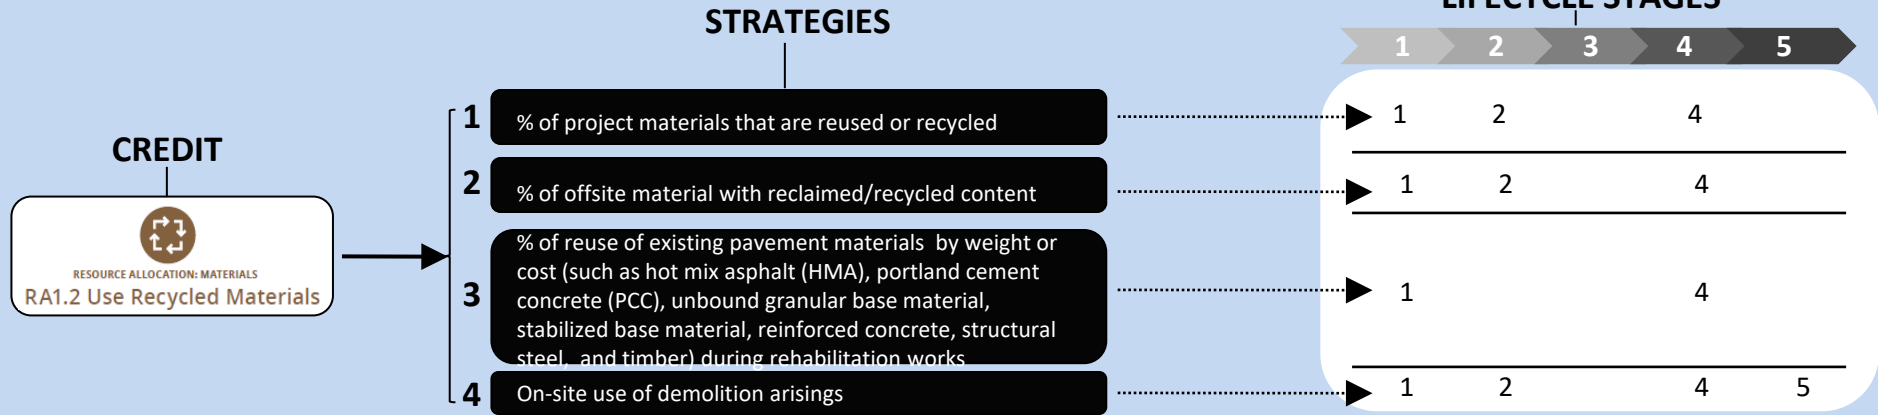 STRATEGIES
LIFECYCLE STAGES
1 2 3 4 5
CREDIT
RESOURCE ALLOCATION: MATERIALS
RA1.2 Use Recycled Materials
1 % of project materials that are reused or recycled 1 2 4
2 % of offsite material with reclaimed/recycled content 1 2 4
% of reuse of existing pavement materials by weight or
cost (such as hot mix asphalt (HMA), portland cement
3 concrete (PCC), unbound granular base material, 1 4
stabilized base material, reinforced concrete, structural
steel, and timber) during rehabilitation works
4 On-site use of demolition arisings 1 2 4 5